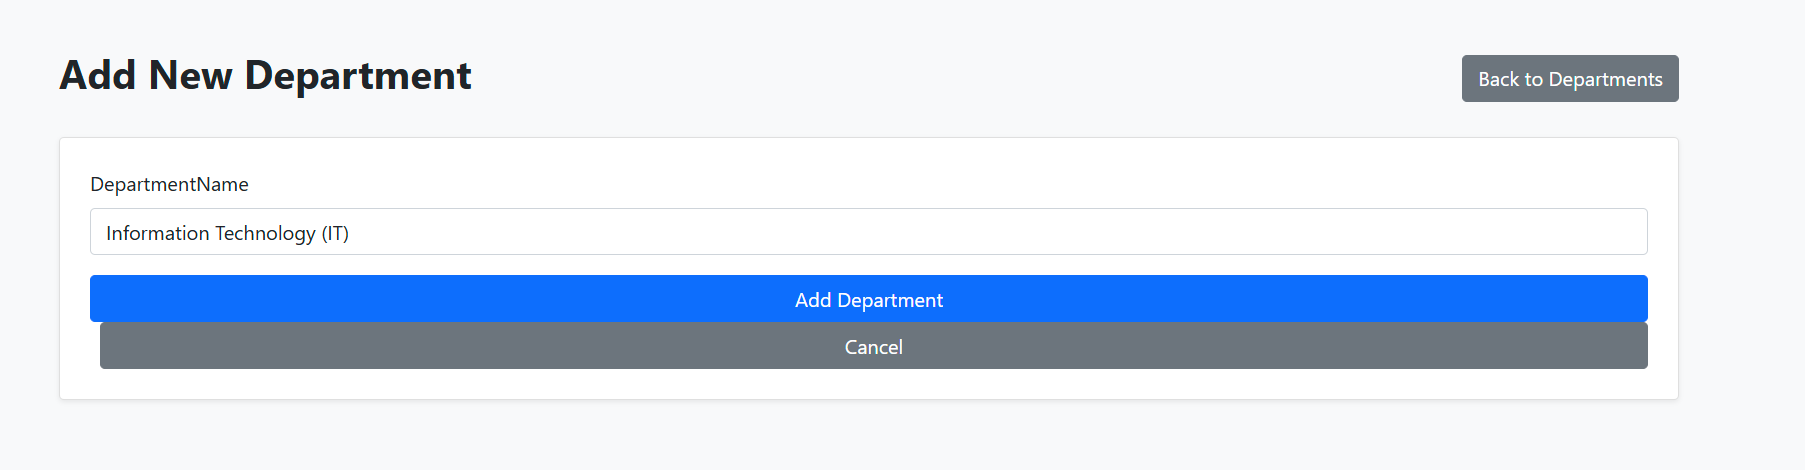 Add New Department
Back to Departments
DepartmentName
Information Technology (IT)
Add Department
Cancel